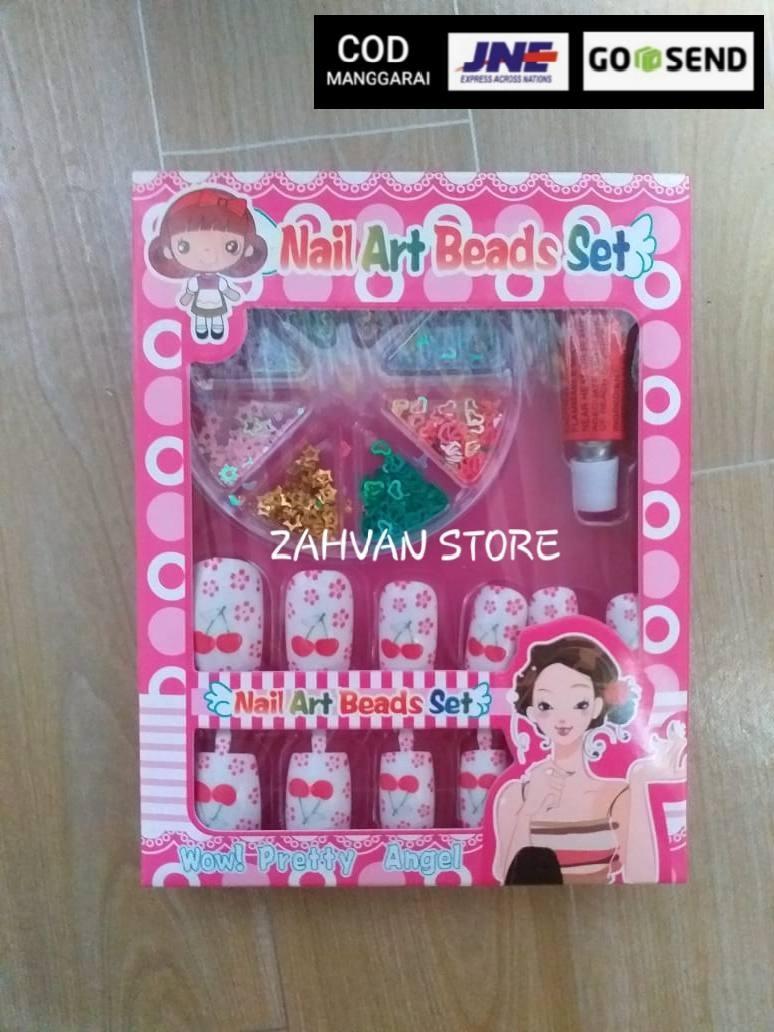 COD
MANGGARAI
JNE
EXPRESS ACROSS NATIONS
GO SEND
Nail Art Beads Set
ZAHVAN STORE
Nail Art Beads Set
Wow! Pretty Angel